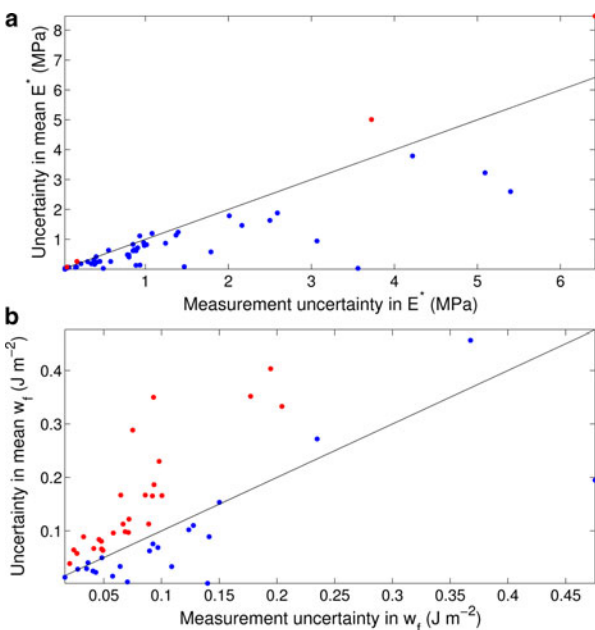 a
Uncertainty in mean E* (MPa)
8
7
6
5
4
3
2
1
1 2 3 4 5 6
Measurement uncertainty in E* (MPa)
b
Uncertainty in mean w_f (J m⁻²)
0.4
0.3
0.2
0.1
0.05 0.1 0.15 0.2 0.25 0.3 0.35 0.4 0.45
Measurement uncertainty in w_f (J m⁻²)